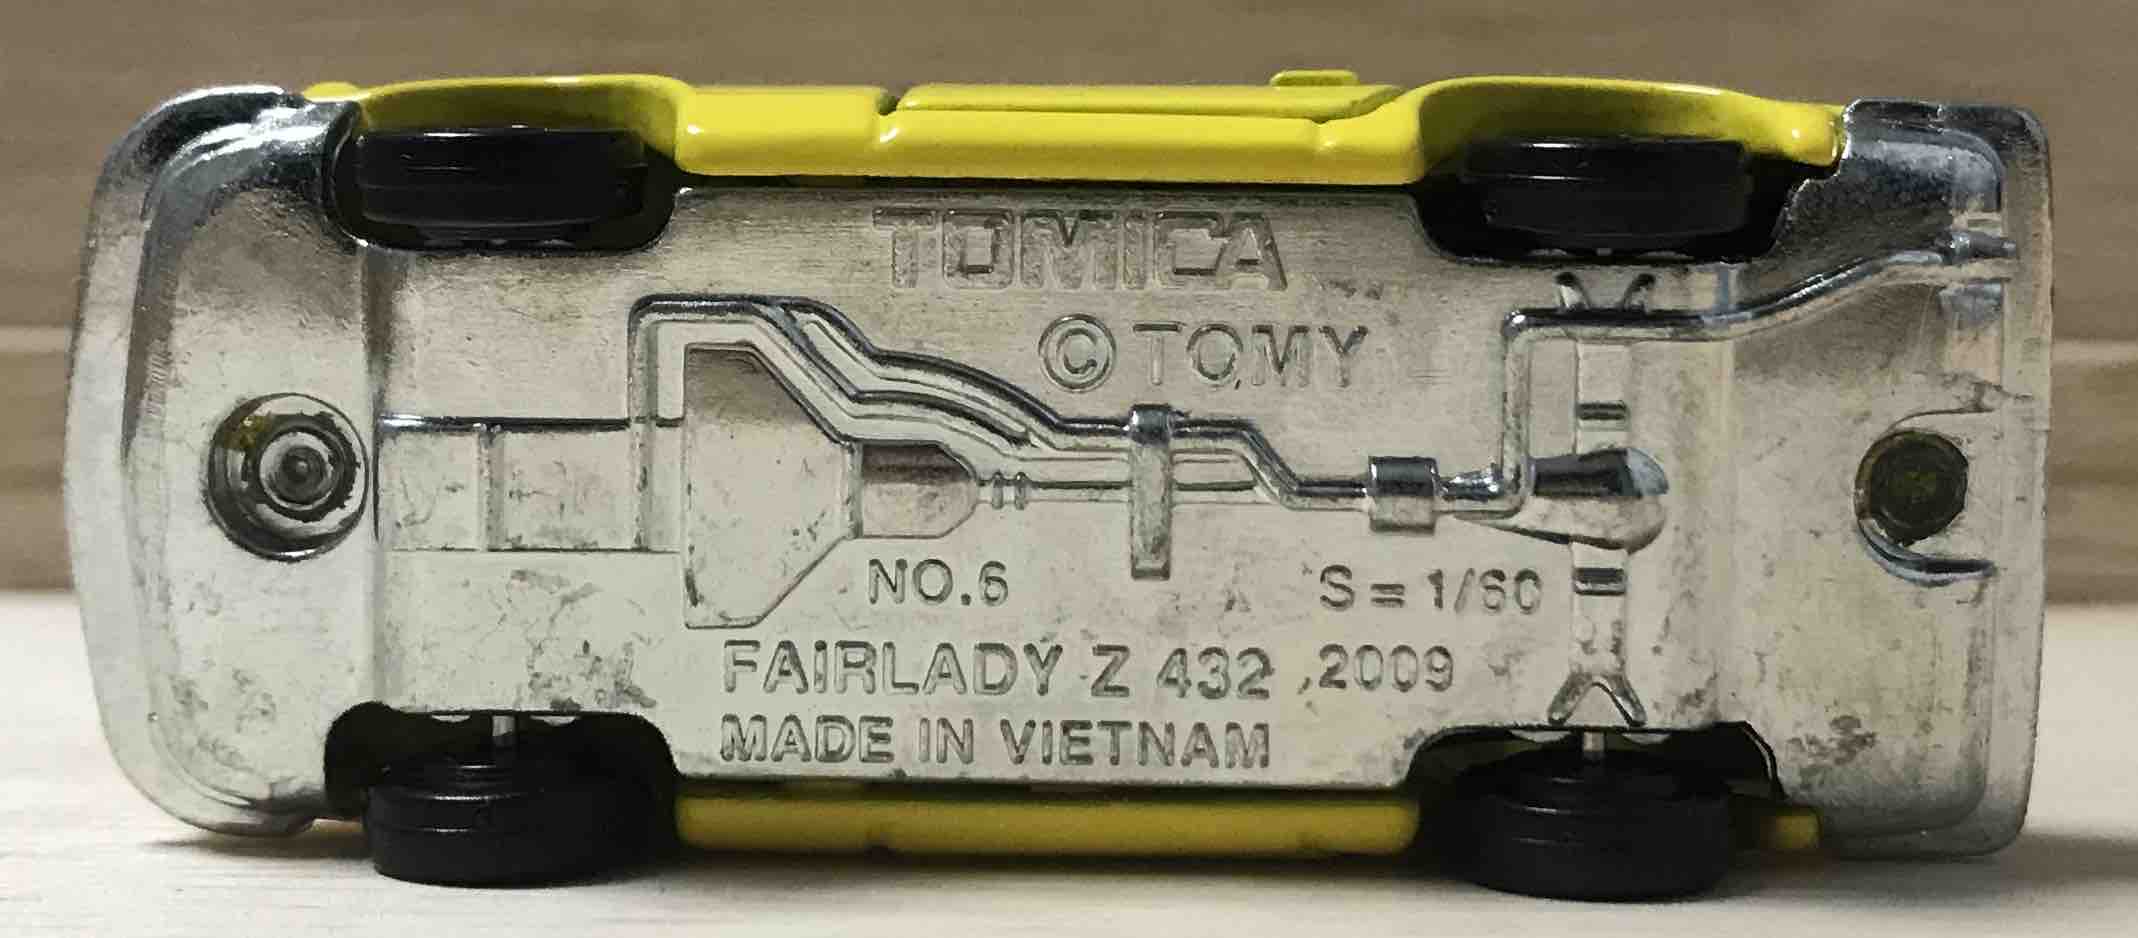 TOMICA
© TOMY
NO.6 S=1/60
FAIRLADY Z 432 ,2009
MADE IN VIETNAM